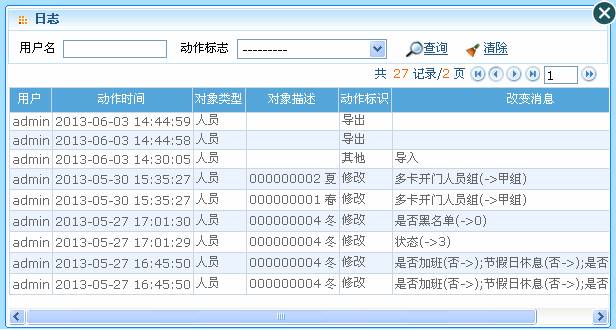 日志
用户名 动作标志 --------- 查询 清除
共 27 记录/2 页 1
用户 动作时间 对象类型 对象描述 动作标识 改变消息
admin 2013-06-03 14:44:59 人员 导出
admin 2013-06-03 14:44:58 人员 导出
admin 2013-06-03 14:30:05 人员 其他 导入
admin 2013-05-30 15:35:27 人员 000000002 夏 修改 多卡开门人员组(->甲组)
admin 2013-05-30 15:35:27 人员 000000001 春 修改 多卡开门人员组(->甲组)
admin 2013-05-27 17:01:30 人员 000000004 冬 修改 是否黑名单(->0)
admin 2013-05-27 17:01:29 人员 000000004 冬 修改 状态(->3)
admin 2013-05-27 16:45:50 人员 000000004 冬 修改 是否加班(否->);节假日休息(否->);是否
admin 2013-05-27 16:45:50 人员 000000004 冬 修改 是否加班(否->);节假日休息(否->);是否